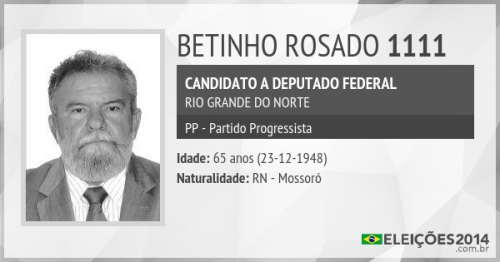 BETINHO ROSADO 1111
CANDIDATO A DEPUTADO FEDERAL
RIO GRANDE DO NORTE
PP - Partido Progressista
Idade: 65 anos (23-12-1948)
Naturalidade: RN - Mossoró
ELEIÇÕES2014
.com.br